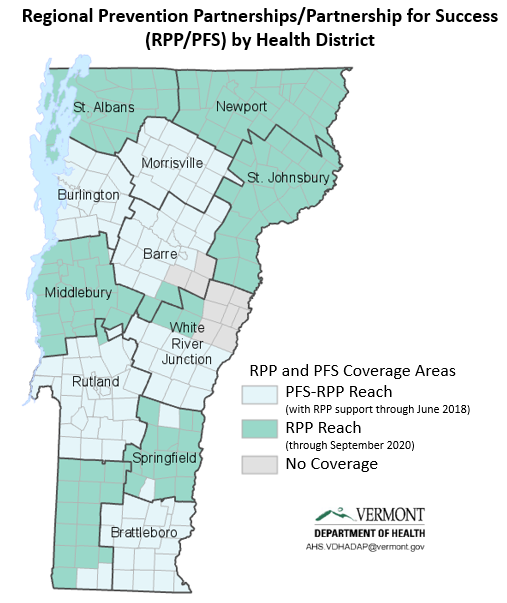 Regional Prevention Partnerships/Partnership for Success
(RPP/PFS) by Health District
St. Albans
Newport
Morrisville
St. Johnsbury
Burlington
Barre
Middlebury
White
River
Junction
Rutland
Springfield
Brattleboro
RPP and PFS Coverage Areas
PFS-RPP Reach
(with RPP support through June 2018)
RPP Reach
(through September 2020)
No Coverage
VERMONT
DEPARTMENT OF HEALTH
AHS.VDHADAP@vermont.gov